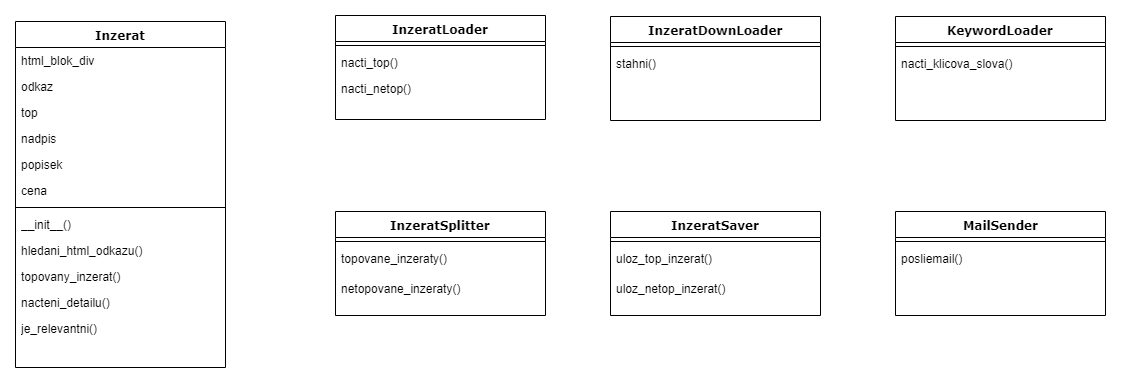 Inzerat
html_blok_div
odkaz
top
nadpis
popisek
cena
__init__()
hledani_html_odkazu()
topovany_inzerat()
nacteni_detailu()
je_relevantni()
InzeratLoader
nacti_top()
nacti_netop()
InzeratDownLoader
stahni()
KeywordLoader
nacti_klicova_slova()
InzeratSplitter
topovane_inzeraty()
netopovane_inzeraty()
InzeratSaver
uloz_top_inzerat()
uloz_netop_inzerat()
MailSender
posliemail()